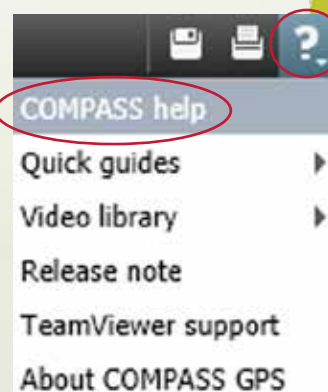 ?
COMPASS help
Quick guides
Video library
Release note
TeamViewer support
About COMPASS GPS